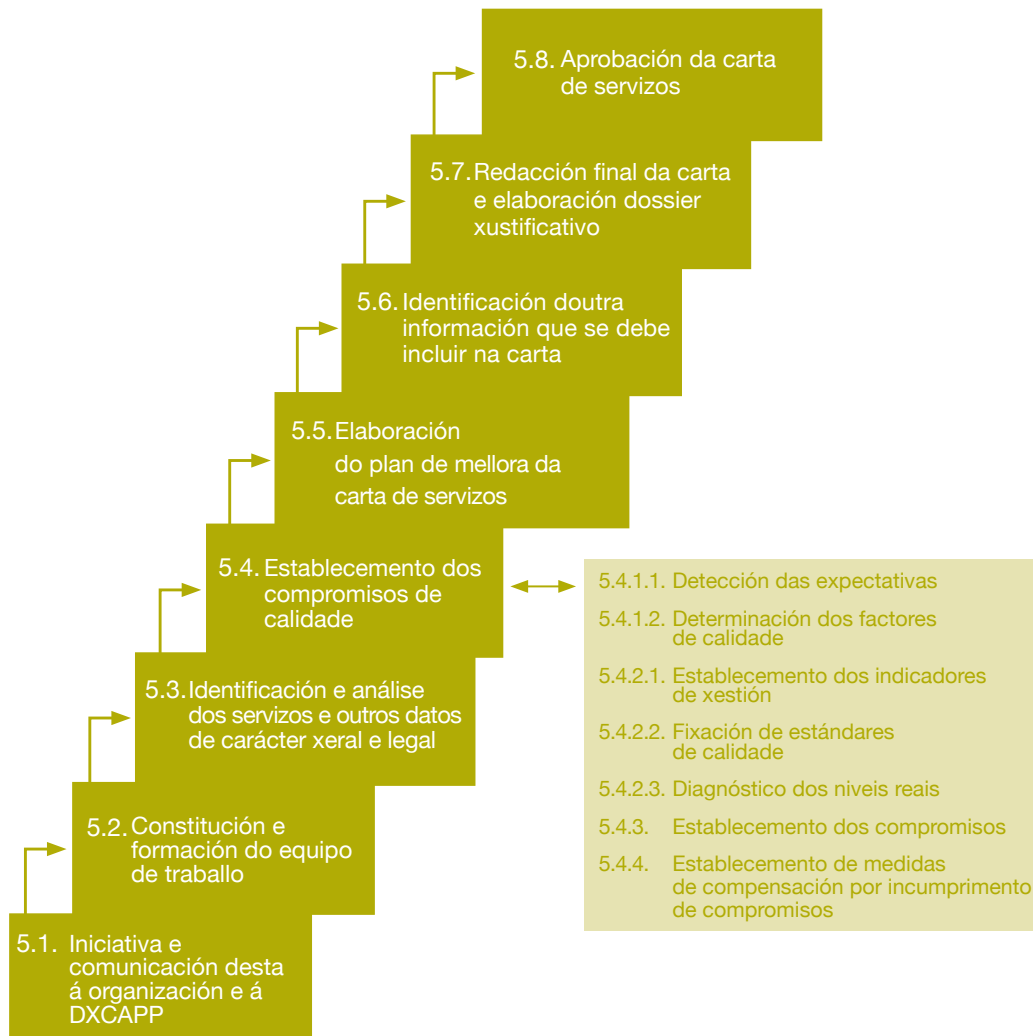 5.8. Aprobación da carta
de servizos
5.7. Redacción final da carta
e elaboración dossier
xustificativo
5.6. Identificación doutra
información que se debe
incluir na carta
5.5. Elaboración
do plan de mellora da
carta de servizos
5.4. Establecemento dos
compromisos de
calidade
5.3. Identificación e análise
dos servizos e outros datos
de carácter xeral e legal
5.2. Constitución e
formación do equipo
de traballo
5.1. Iniciativa e
comunicación desta
á organización e á
DXCAPP
5.4.1.1. Detección das expectativas
5.4.1.2. Determinación dos factores
de calidade
5.4.2.1. Establecemento dos indicadores
de xestión
5.4.2.2. Fixación de estándares
de calidade
5.4.2.3. Diagnóstico dos niveis reais
5.4.3. Establecemento dos compromisos
5.4.4. Establecemento de medidas
de compensación por incumprimento
de compromisos